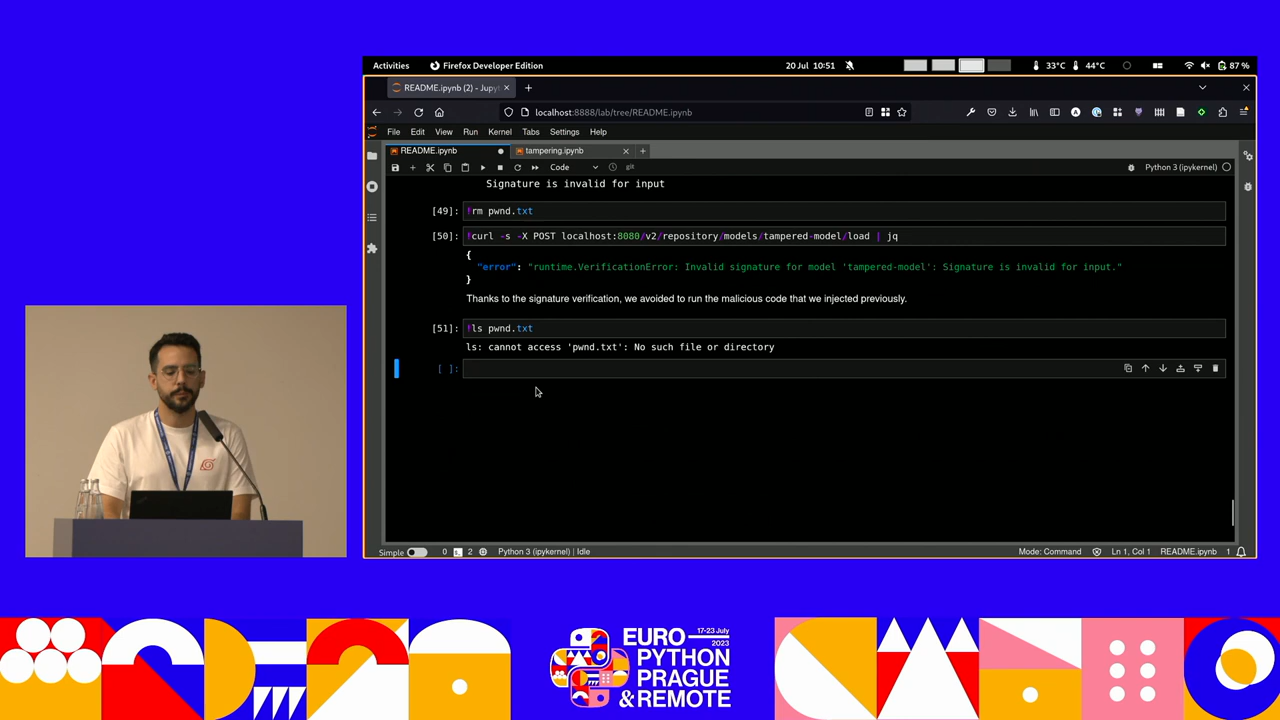 Activities
Firefox Developer Edition
20 Jul 10:51
33°C
44°C
87 %
README.ipynb (2) - Jupyt
localhost:8888/lab/tree/README.ipynb
File Edit View Run Kernel Tabs Settings Help
README.ipynb
tampering.ipynb
Code
git
Python 3 (ipykernel)
Signature is invalid for input
[49]: !rm pwnd.txt
[50]: !curl -s -X POST localhost:8080/v2/repository/models/tampered-model/load | jq
{
"error": "runtime.VerificationError: Invalid signature for model 'tampered-model': Signature is invalid for input."
}
Thanks to the signature verification, we avoided to run the malicious code that we injected previously.
[51]: !ls pwnd.txt
ls: cannot access 'pwnd.txt': No such file or directory
[ ]:
Simple 0 2 Python 3 (ipykernel) | Idle Mode: Command Ln 1, Col 1 README.ipynb 1
17-23 July
2023
EURO
PYTHON
PRAGUE
& REMOTE